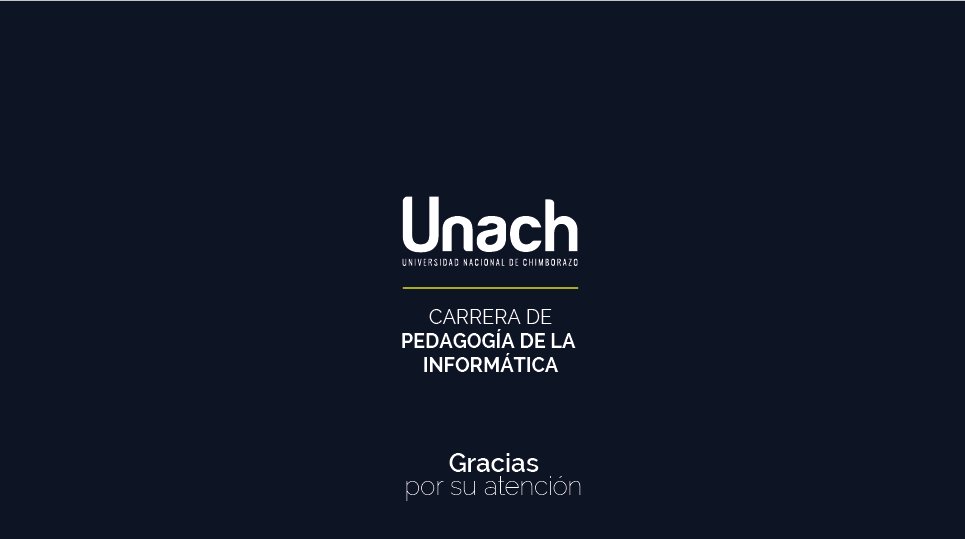 Unach
UNIVERSIDAD NACIONAL DE CHIMBORAZO
CARRERA DE
PEDAGOGÍA DE LA
INFORMÁTICA
Gracias
por su atención